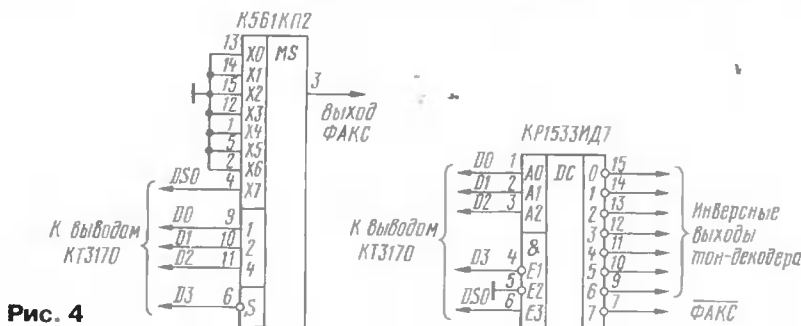 К561КП2
13 X0 MS
14 X1
15 X2 3
12 X3 Выход
1 X4 ФАКС
5 X5
2 X6
DS0 4 X7
К выводам
КТ3170
D0 9 1
D1 10 2
D2 11 4
D3 6 S
КР1533ИД7
D0 1 A0 DC 0 15
D1 2 A1 1 14
D2 3 A2 2 13
3 12
К выводам
КТ3170
& 4 11
D3 4 E1 5 10
5 E2 6 9
DS0 6 E3 7 7
Инверсные
выходы
тон-декодера
ФАКС
Рис. 4